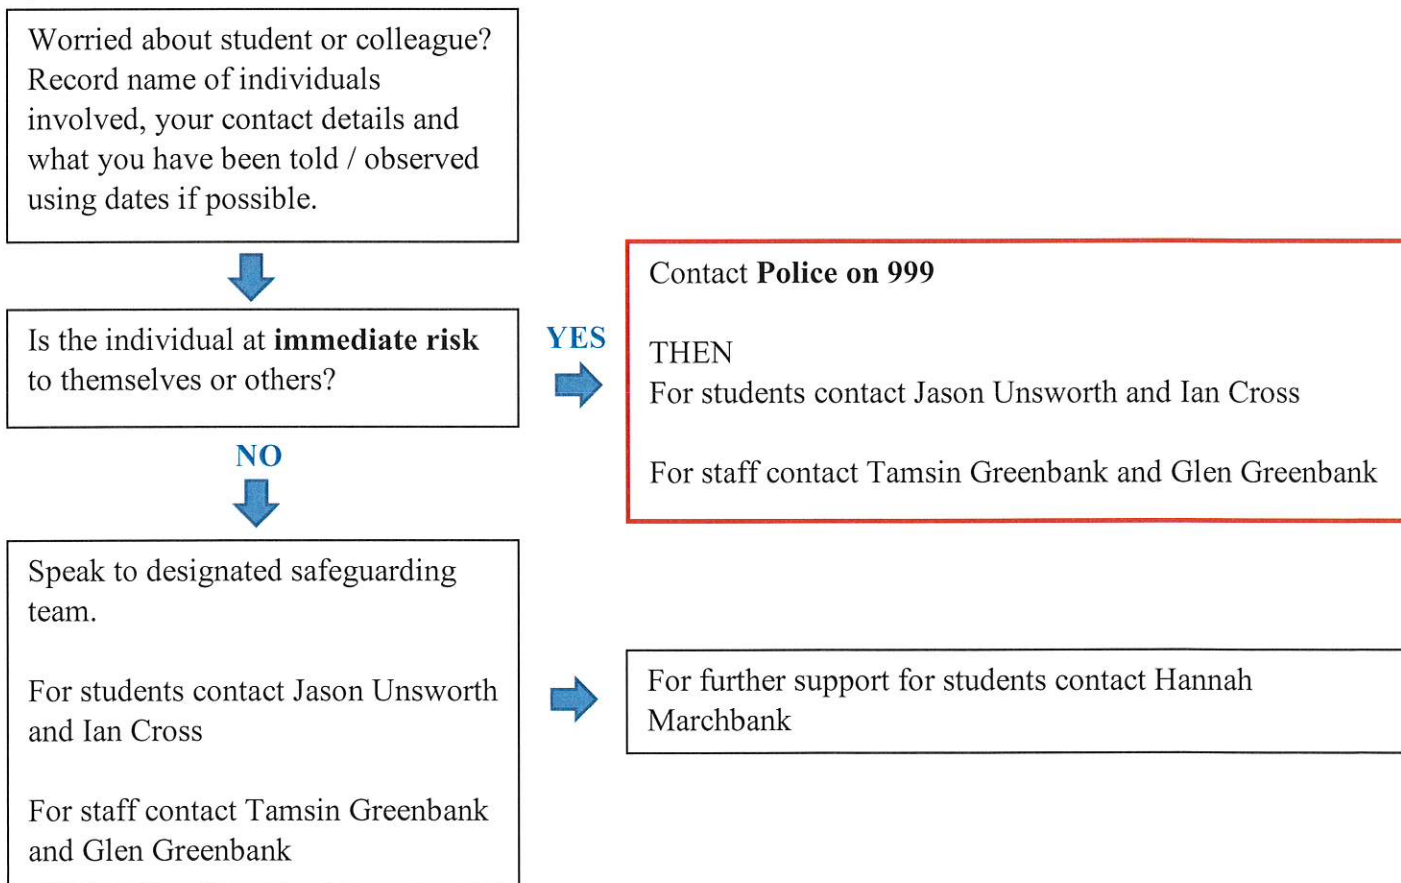 Worried about student or colleague?
Record name of individuals
involved, your contact details and
what you have been told / observed
using dates if possible.
Is the individual at immediate risk
to themselves or others?
YES
Contact Police on 999
THEN
For students contact Jason Unsworth and Ian Cross
For staff contact Tamsin Greenbank and Glen Greenbank
NO
Speak to designated safeguarding
team.
For students contact Jason Unsworth
and Ian Cross
For staff contact Tamsin Greenbank
and Glen Greenbank
For further support for students contact Hannah
Marchbank